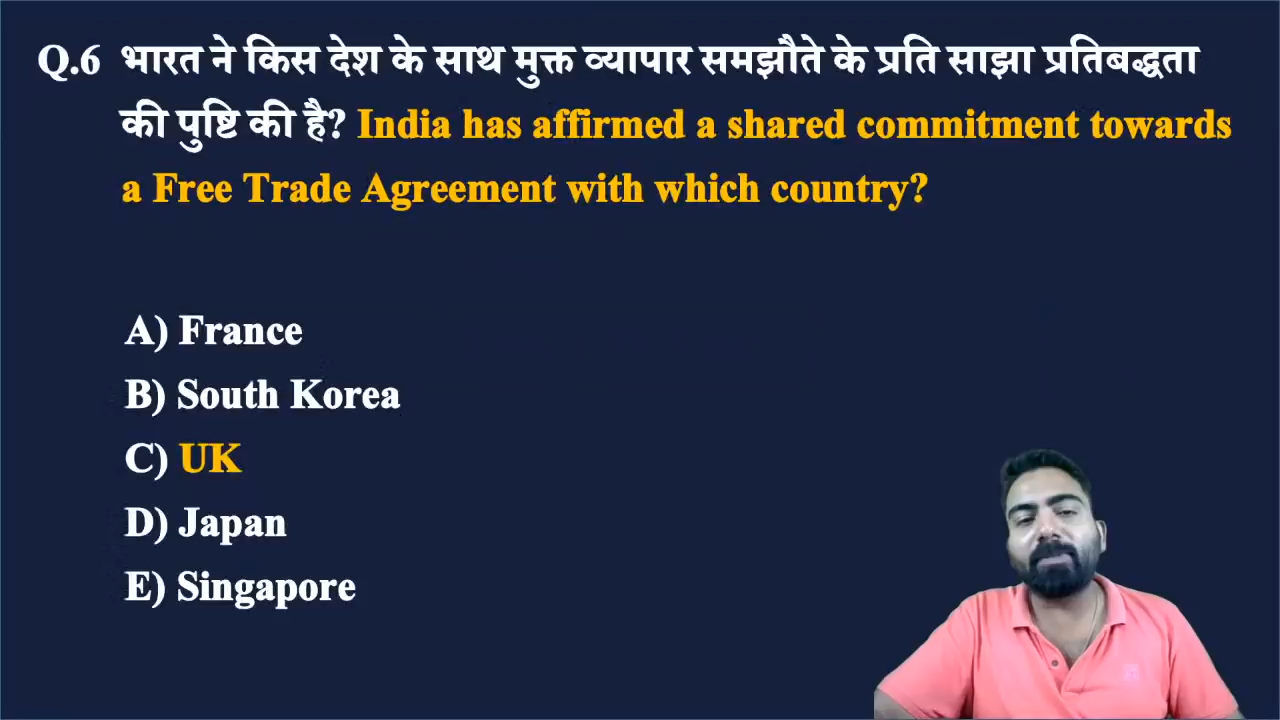 Q.6 भारत ने किस देश के साथ मुक्त व्यापार समझौते के प्रति साझा प्रतिबद्धता
की पुष्टि की है? India has affirmed a shared commitment towards
a Free Trade Agreement with which country?
A) France
B) South Korea
C) UK
D) Japan
E) Singapore